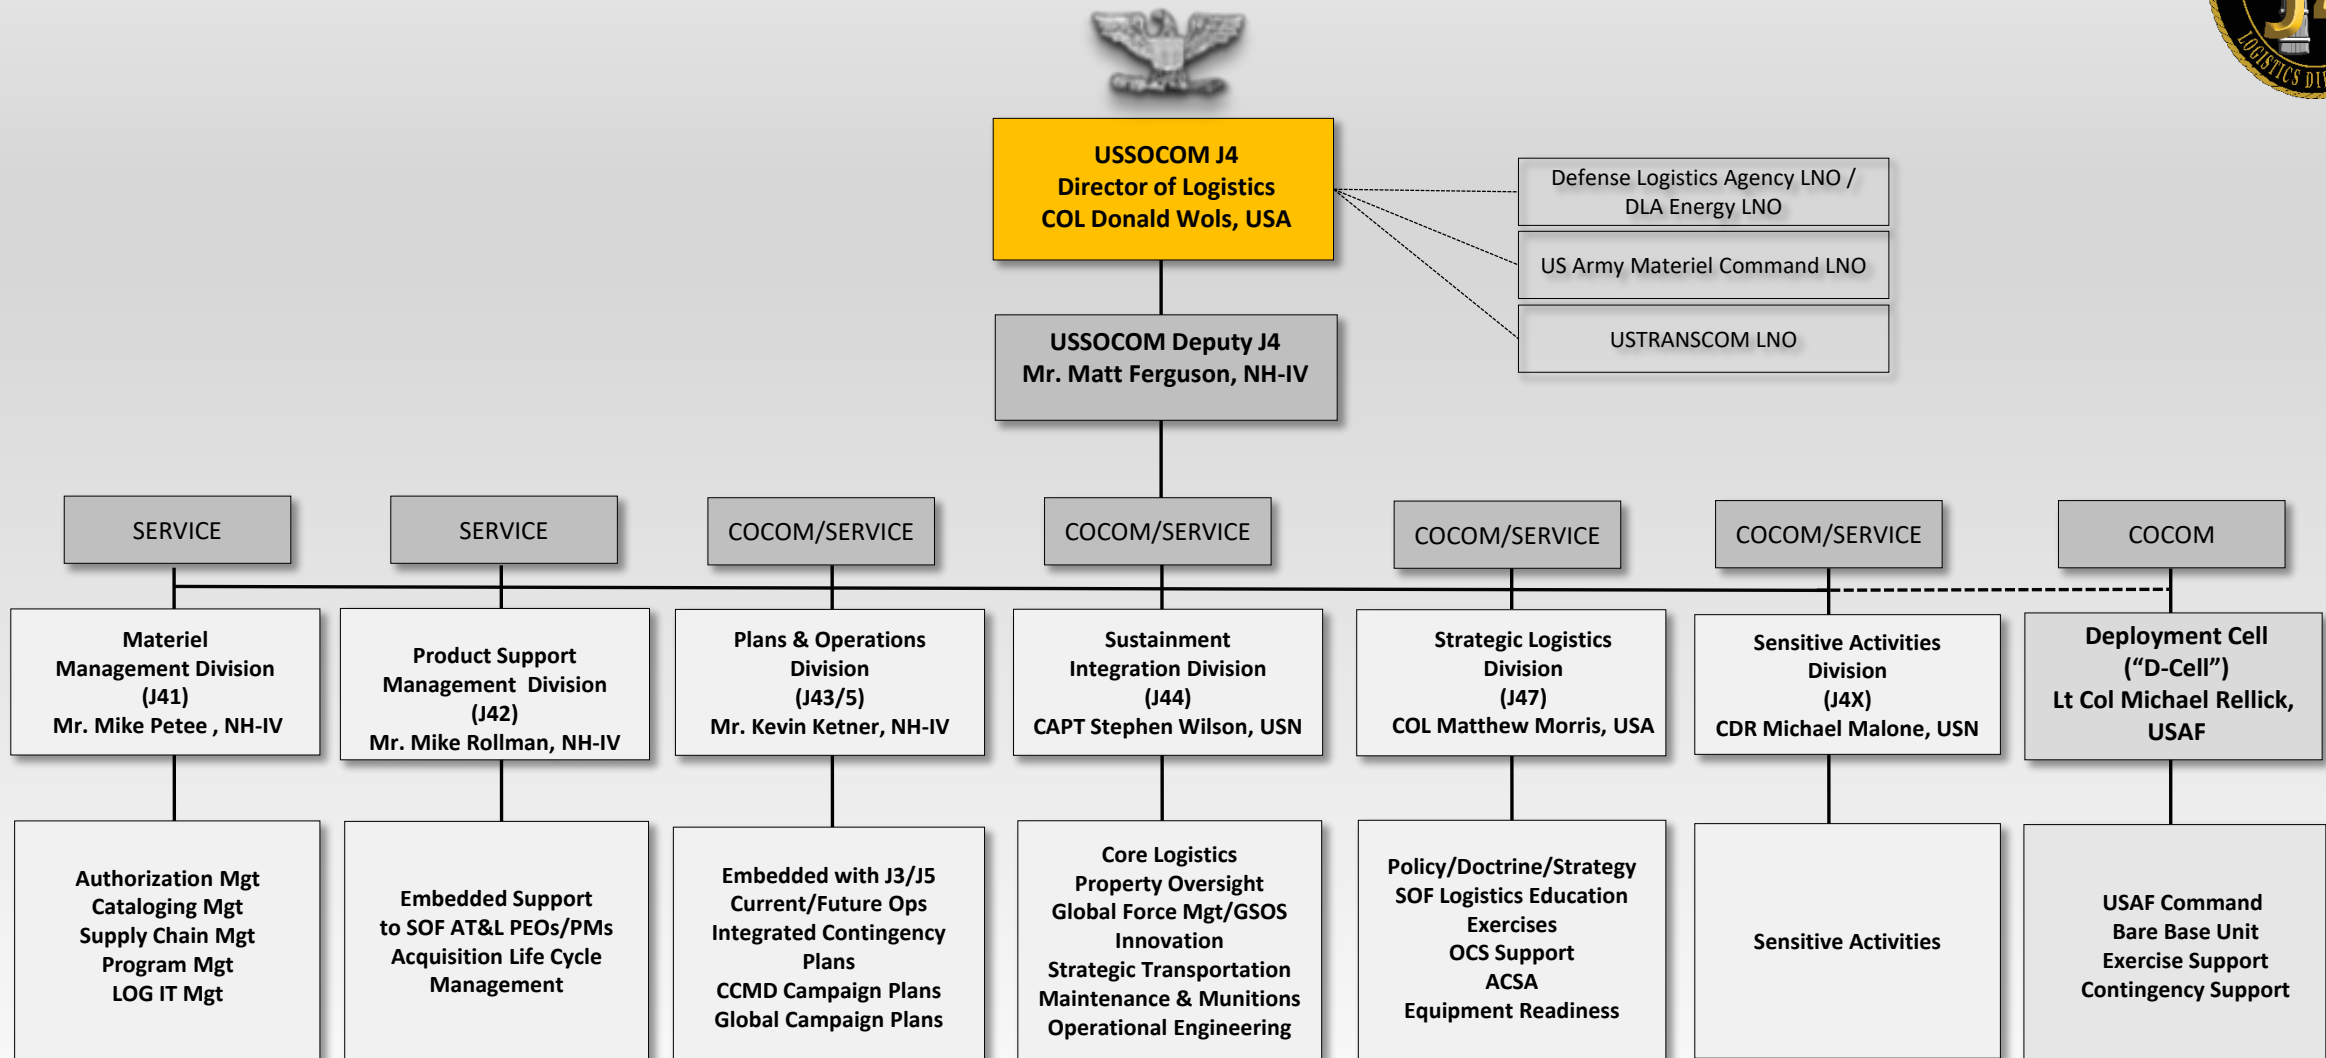 J4
LOGISTICS DIV
USSOCOM J4
Director of Logistics
COL Donald Wols, USA
Defense Logistics Agency LNO /
DLA Energy LNO
US Army Materiel Command LNO
USTRANSCOM LNO
USSOCOM Deputy J4
Mr. Matt Ferguson, NH-IV
SERVICE
SERVICE
COCOM/SERVICE
COCOM/SERVICE
COCOM/SERVICE
COCOM/SERVICE
COCOM
Materiel
Management Division
(J41)
Mr. Mike Petee , NH-IV
Product Support
Management  Division
(J42)
Mr. Mike Rollman, NH-IV
Plans & Operations
Division
(J43/5)
Mr. Kevin Ketner, NH-IV
Sustainment
Integration Division
(J44)
CAPT Stephen Wilson, USN
Strategic Logistics
Division
(J47)
COL Matthew Morris, USA
Sensitive Activities
Division
(J4X)
CDR Michael Malone, USN
Deployment Cell
(“D-Cell”)
Lt Col Michael Rellick,
USAF
Authorization Mgt
Cataloging Mgt
Supply Chain Mgt
Program Mgt
LOG IT Mgt
Embedded Support
to SOF AT&L PEOs/PMs
Acquisition Life Cycle
Management
Embedded with J3/J5
Current/Future Ops
Integrated Contingency
Plans
CCMD Campaign Plans
Global Campaign Plans
Core Logistics
Property Oversight
Global Force Mgt/GSOS
Innovation
Strategic Transportation
Maintenance & Munitions
Operational Engineering
Policy/Doctrine/Strategy
SOF Logistics Education
Exercises
OCS Support
ACSA
Equipment Readiness
Sensitive Activities
USAF Command
Bare Base Unit
Exercise Support
Contingency Support